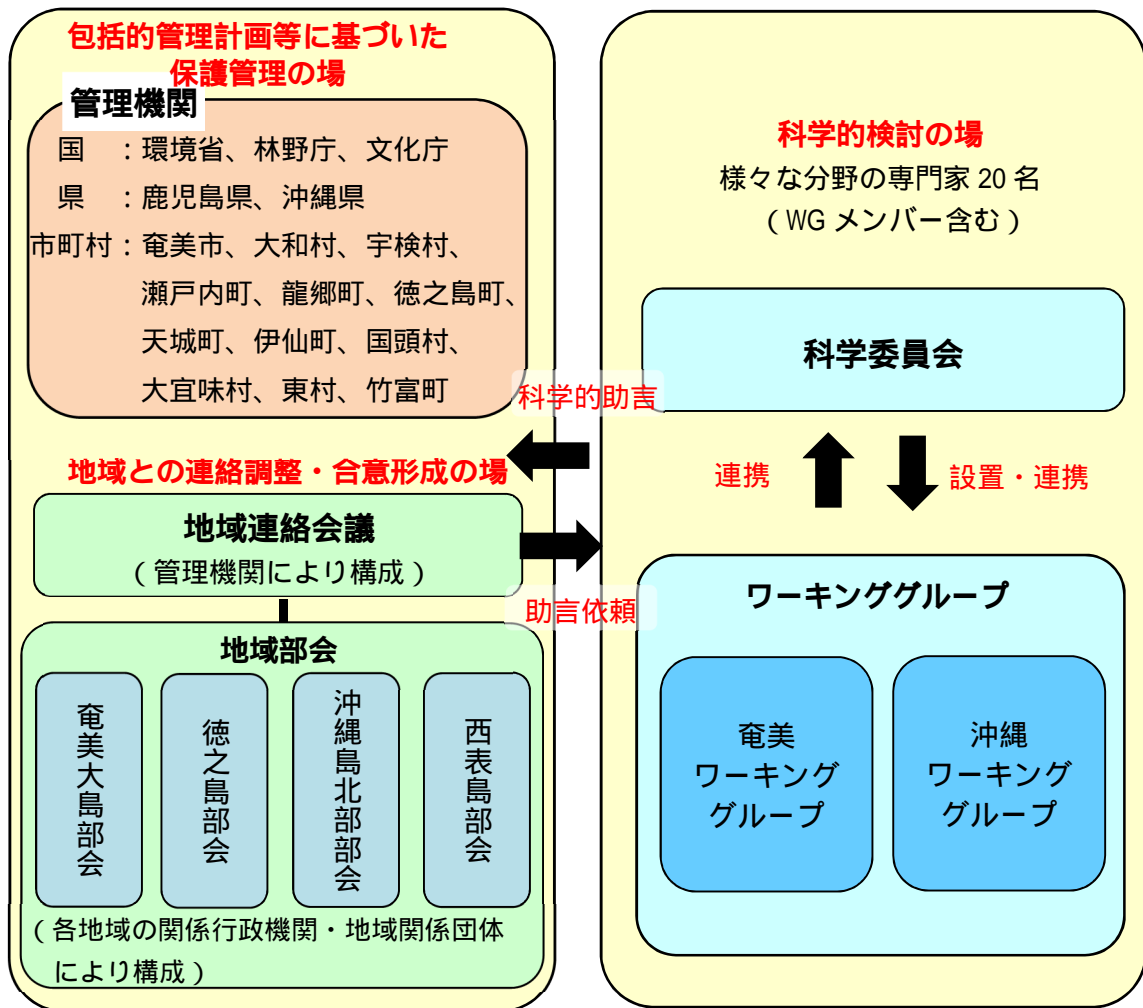 包括的管理計画等に基づいた
保護管理の場
管理機関
国　：環境省、林野庁、文化庁
県　：鹿児島県、沖縄県
市町村：奄美市、大和村、宇検村、
瀬戸内町、龍郷町、徳之島町、
天城町、伊仙町、国頭村、
大宜味村、東村、竹富町
地域との連絡調整・合意形成の場
地域連絡会議
（管理機関により構成）
地域部会
奄美大島部会
徳之島部会
沖縄島北部部会
西表島部会
（各地域の関係行政機関・地域関係団体
により構成）
科学的助言
助言依頼
科学的検討の場
様々な分野の専門家 20 名
（WG メンバー含む）
科学委員会
連携
設置・連携
ワーキンググループ
奄美
ワーキング
グループ
沖縄
ワーキング
グループ